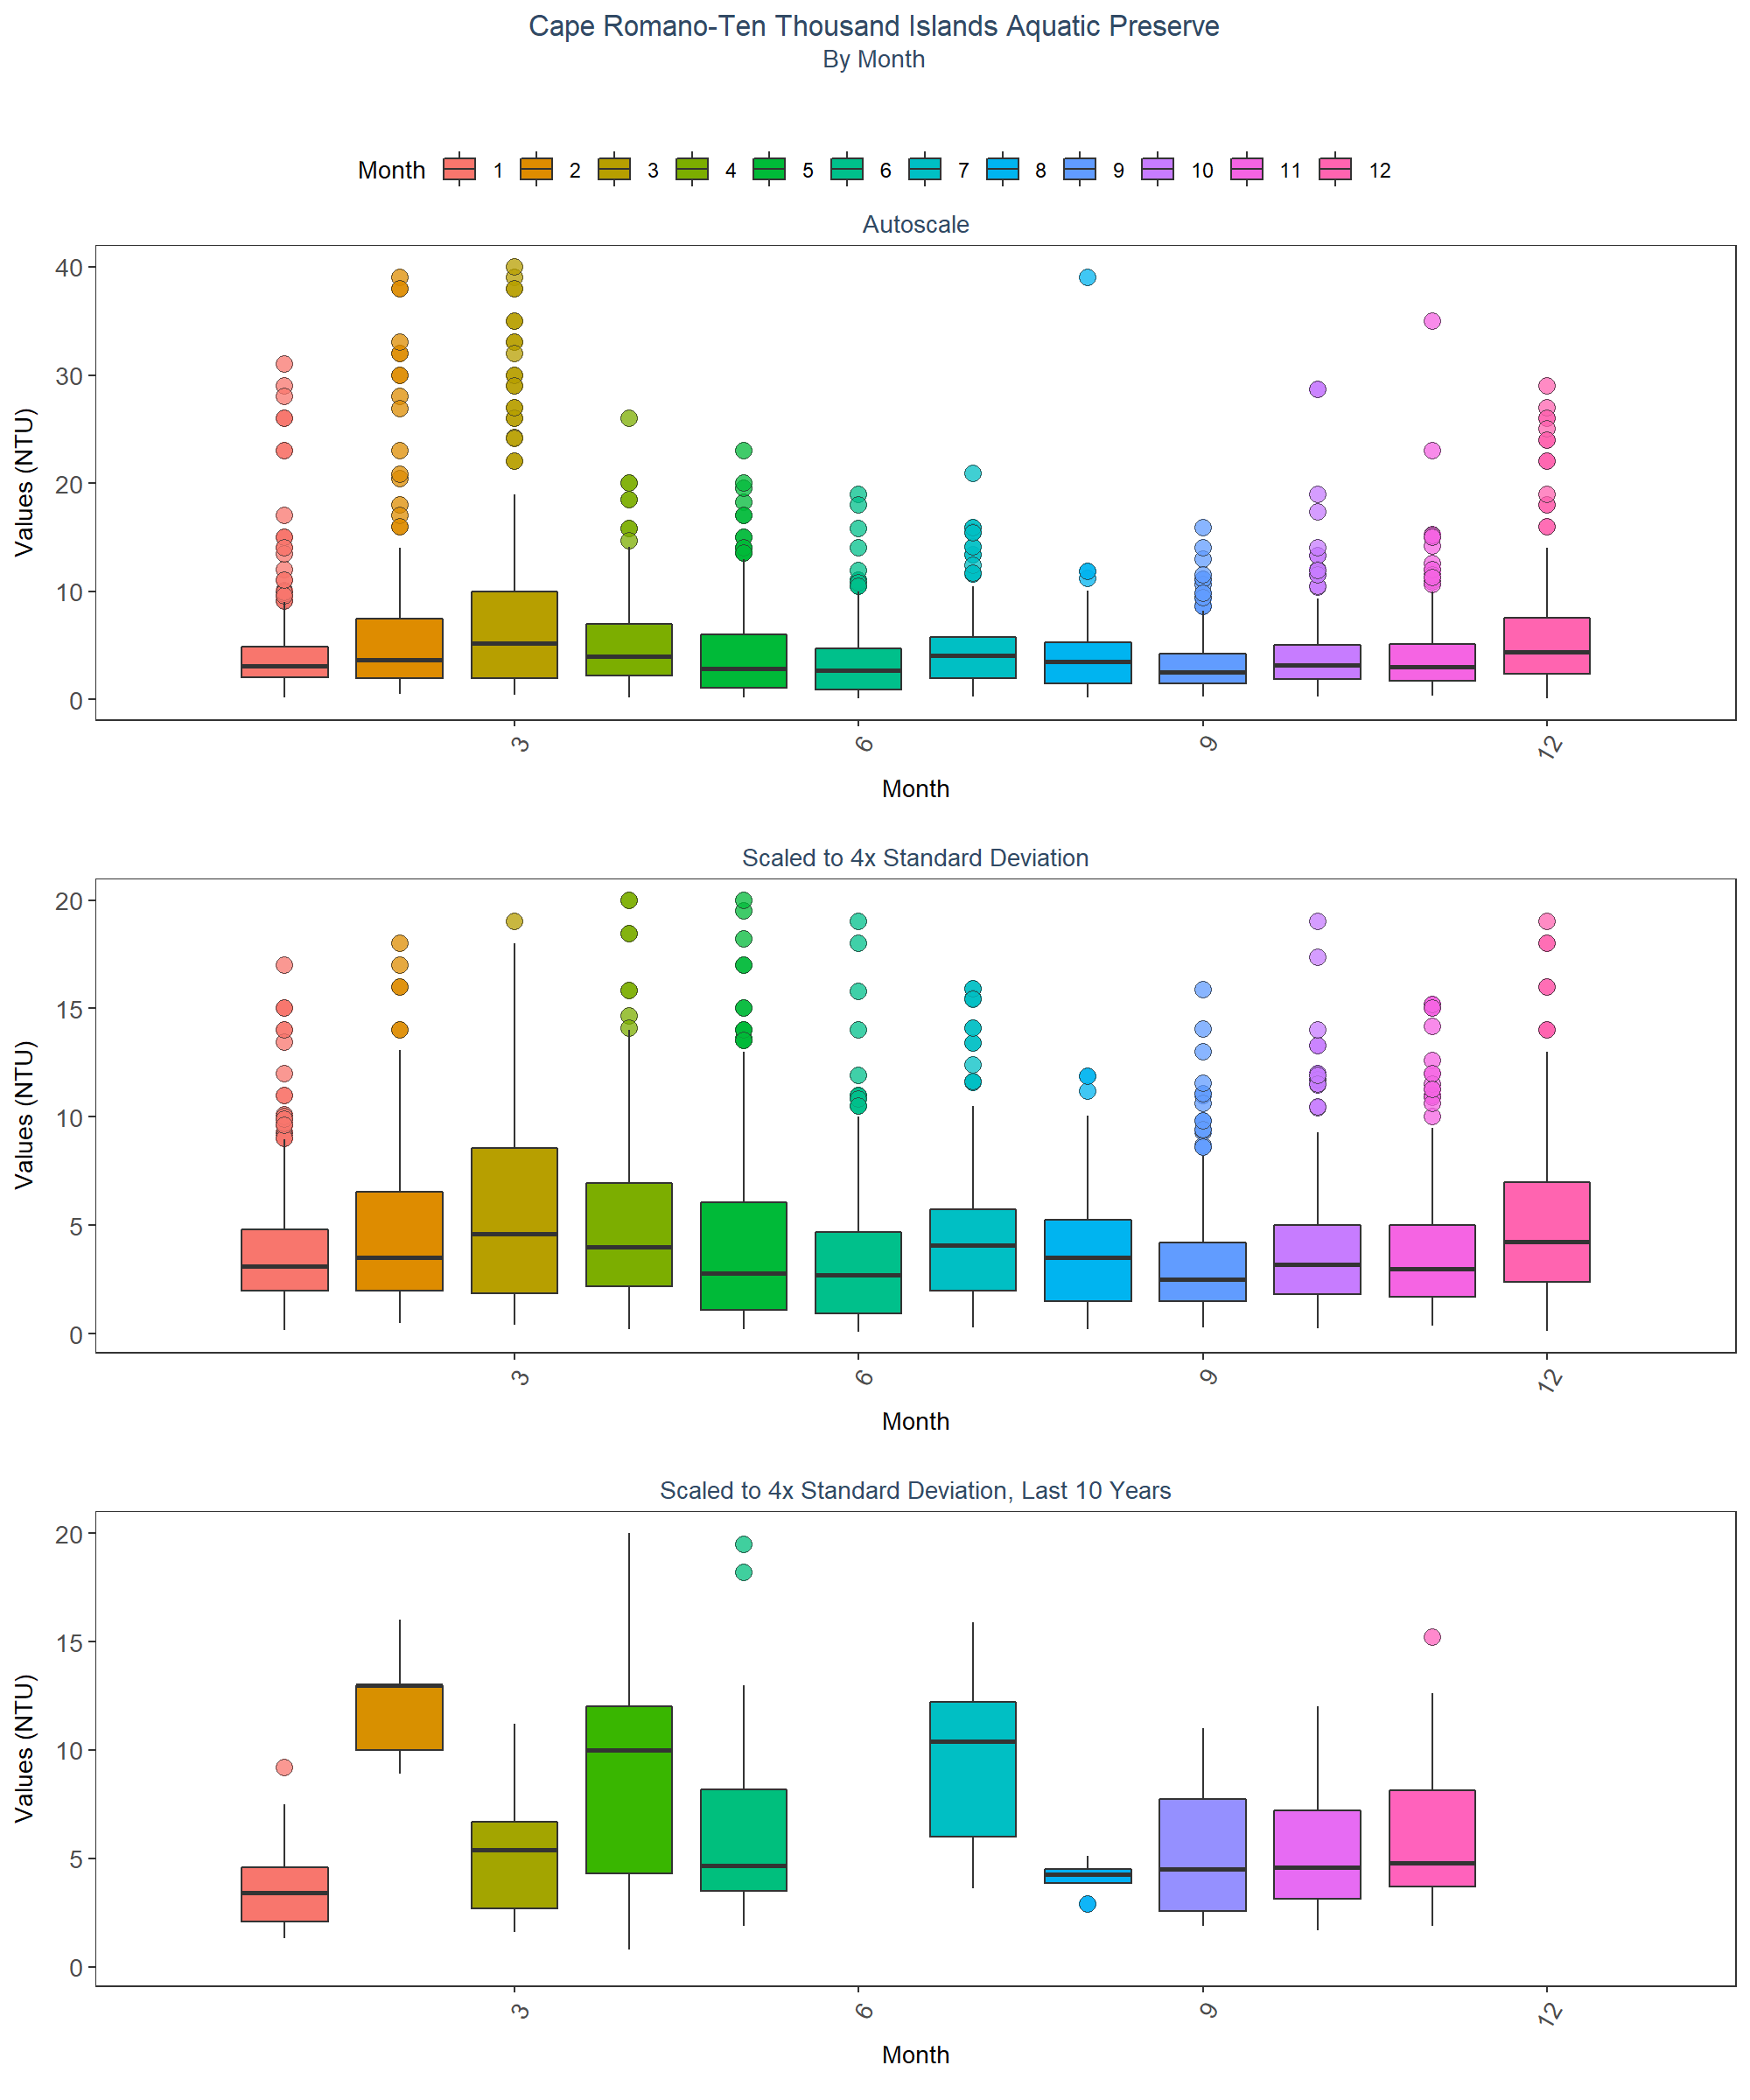 Cape Romano-Ten Thousand Islands Aquatic Preserve
By Month
Month 1 2 3 4 5 6 7 8 9 10 11 12
Autoscale
Values (NTU)
40
30
20
10
0
3 6 9 12
Month
Scaled to 4x Standard Deviation
Values (NTU)
20
15
10
5
0
3 6 9 12
Month
Scaled to 4x Standard Deviation, Last 10 Years
Values (NTU)
20
15
10
5
0
3 6 9 12
Month